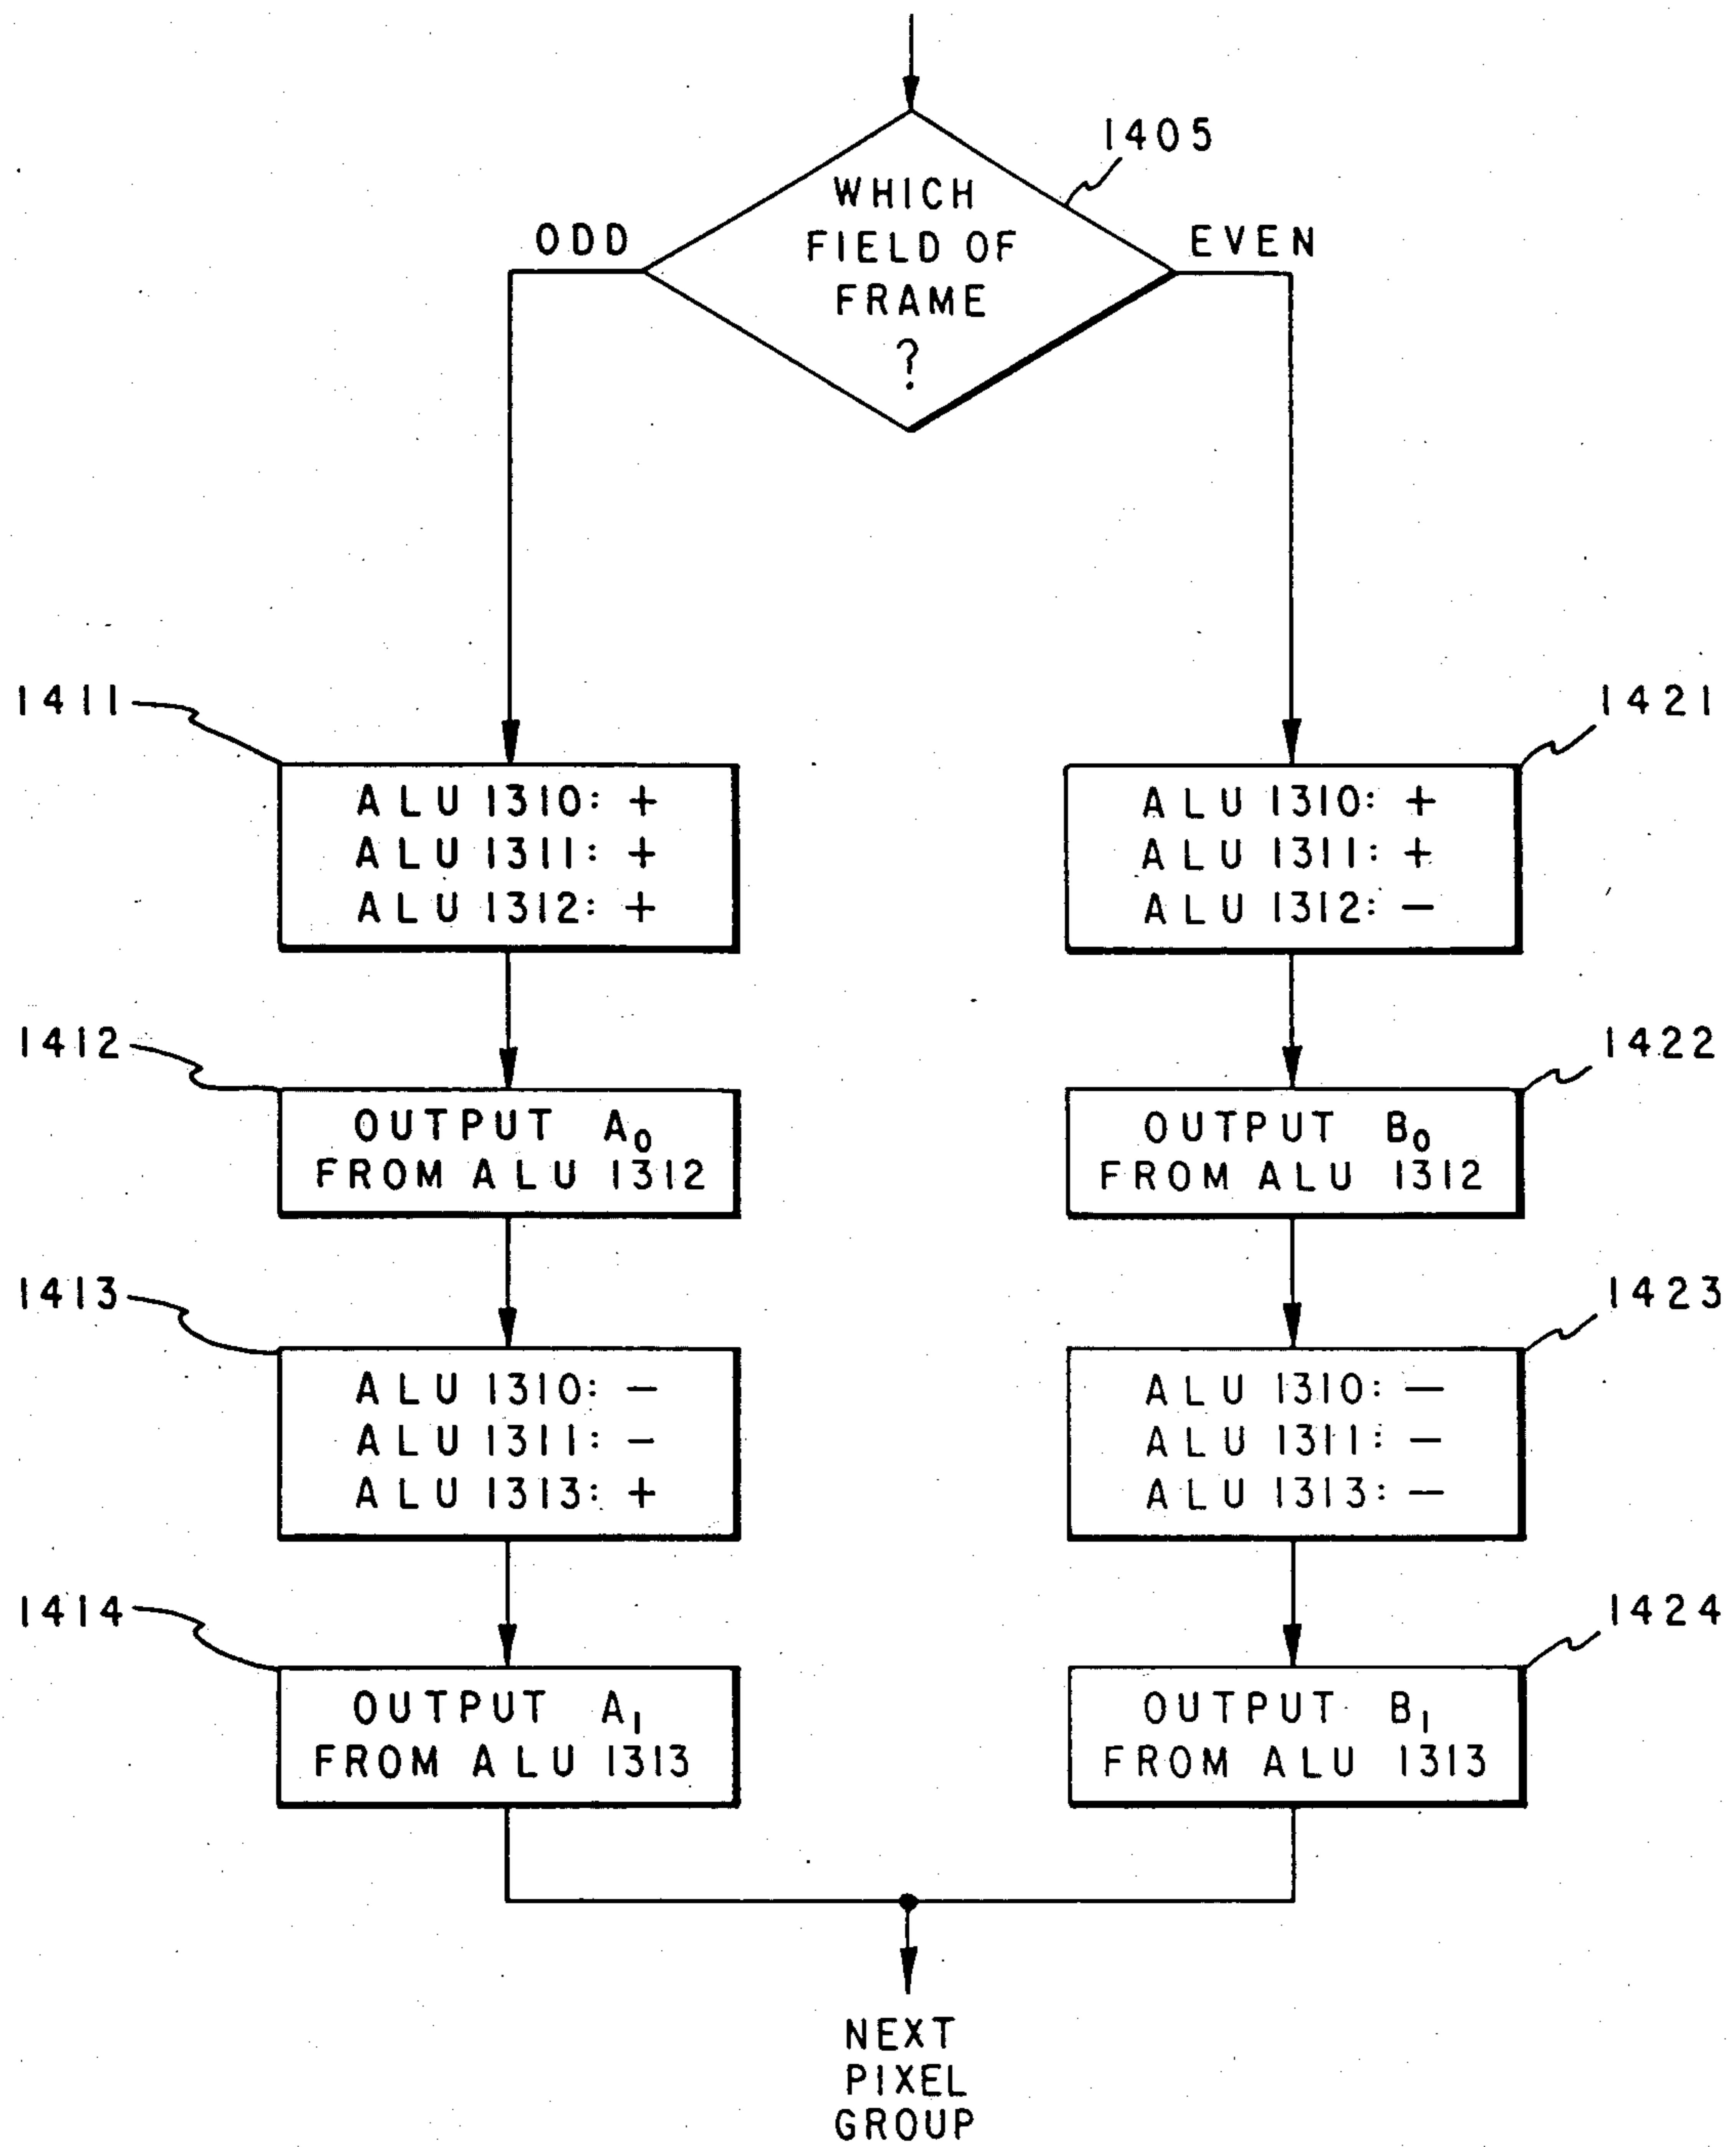 1405
WHICH
FIELD OF
FRAME
?
ODD
EVEN
1411
ALU 1310: +
ALU 1311: +
ALU 1312: +
1421
ALU 1310: +
ALU 1311: +
ALU 1312: −
1412
OUTPUT A₀
FROM ALU 1312
1422
OUTPUT B₀
FROM ALU 1312
1413
ALU 1310: −
ALU 1311: −
ALU 1313: +
1423
ALU 1310: −
ALU 1311: −
ALU 1313: −
1414
OUTPUT A₁
FROM ALU 1313
1424
OUTPUT B₁
FROM ALU 1313
NEXT
PIXEL
GROUP